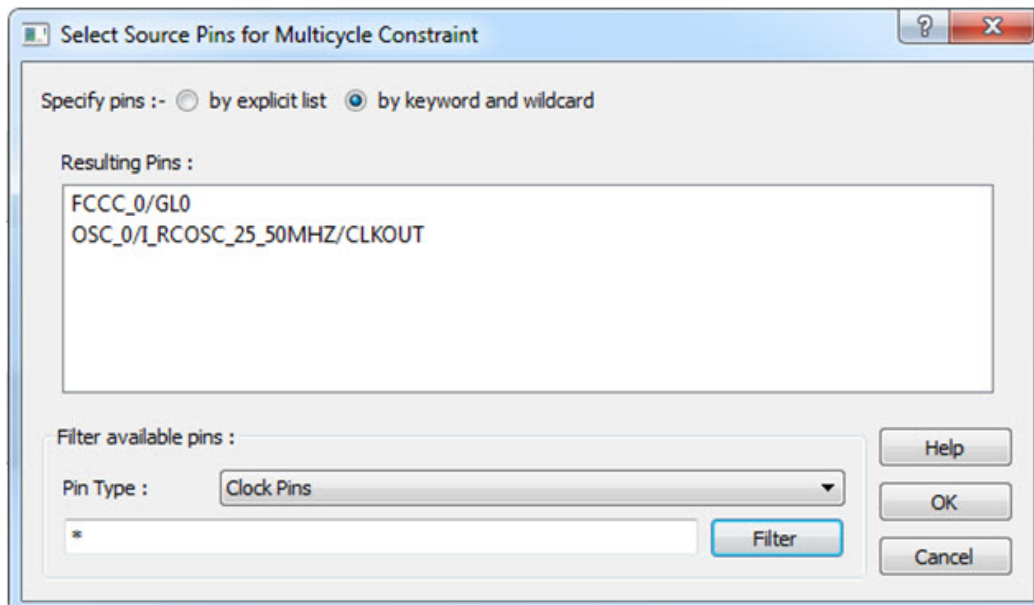 Select Source Pins for Multicycle Constraint
Specify pins :- by explicit list by keyword and wildcard
Resulting Pins :
FCCC_0/GL0
OSC_0/I_RCOSC_25_50MHZ/CLKOUT
Filter available pins :
Pin Type : Clock Pins
*
Filter
Help
OK
Cancel